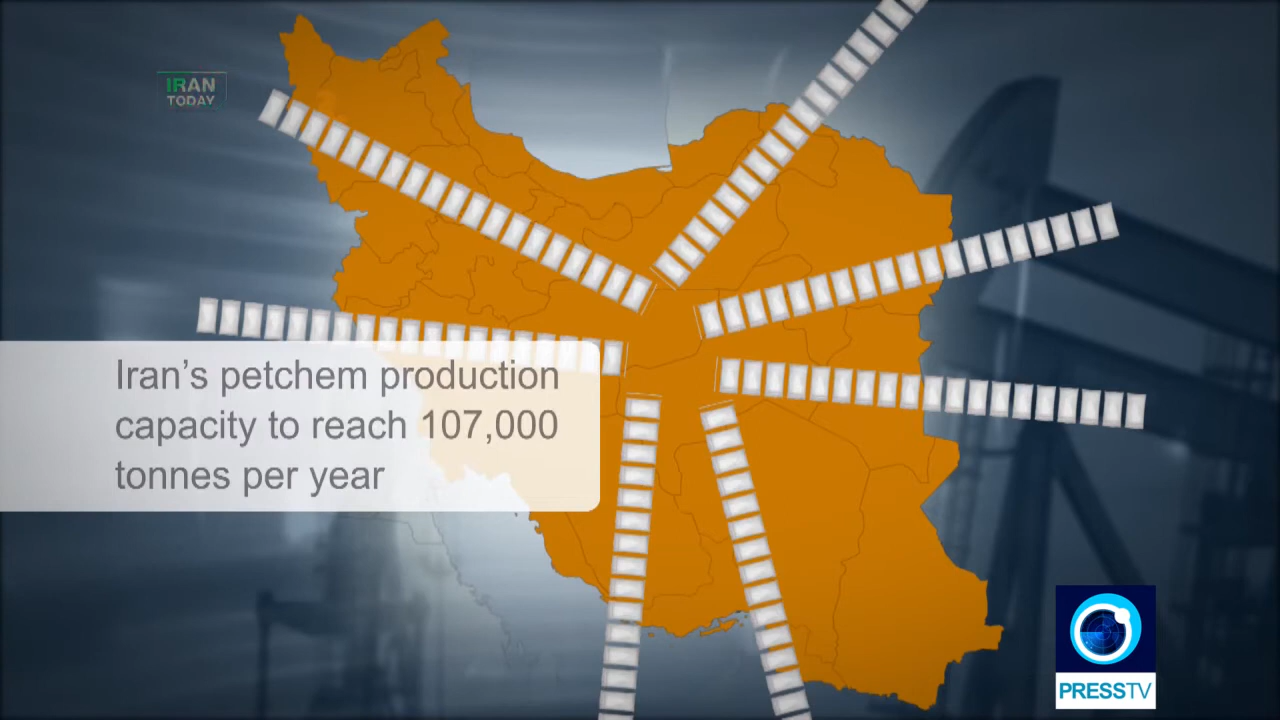 IRAN
TODAY
Iran’s petchem production
capacity to reach 107,000
tonnes per year
PRESSTV